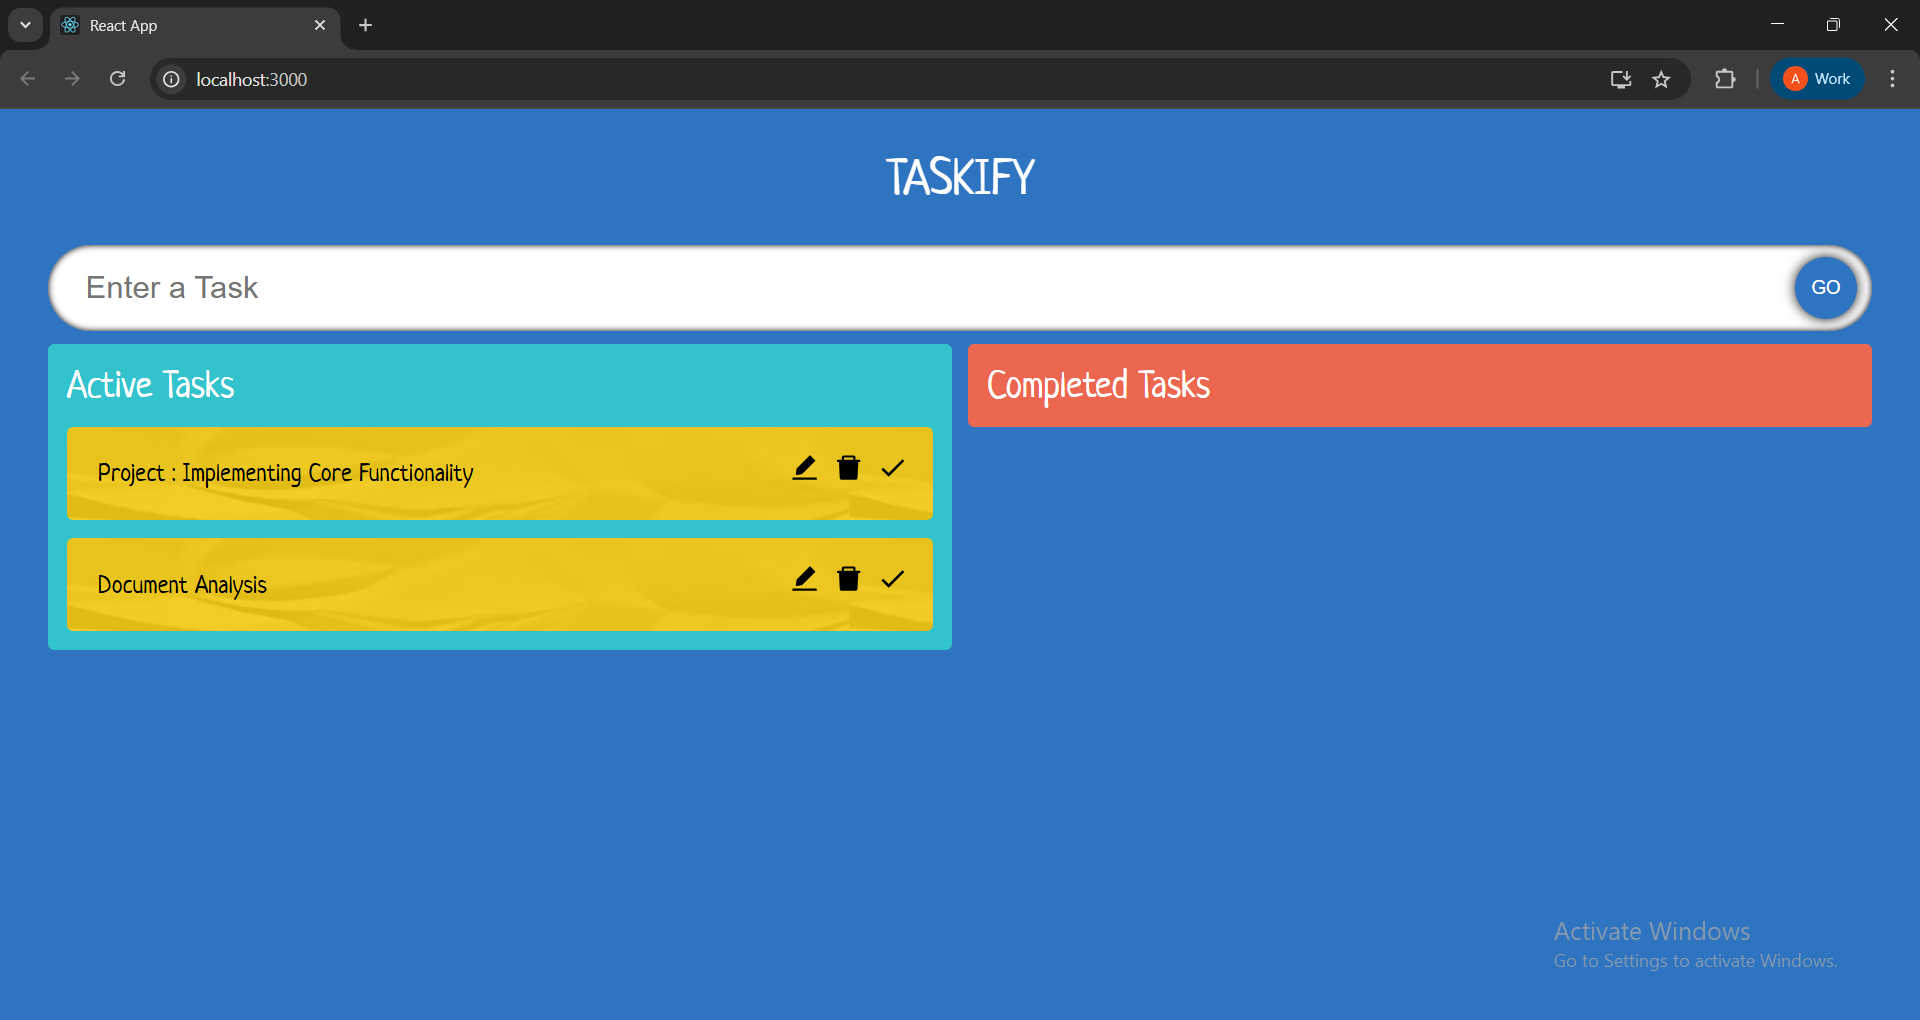 React App
localhost:3000
A Work
TASKIFY
Enter a Task
GO
Active Tasks
Project : Implementing Core Functionality
Document Analysis
Completed Tasks
Activate Windows
Go to Settings to activate Windows.